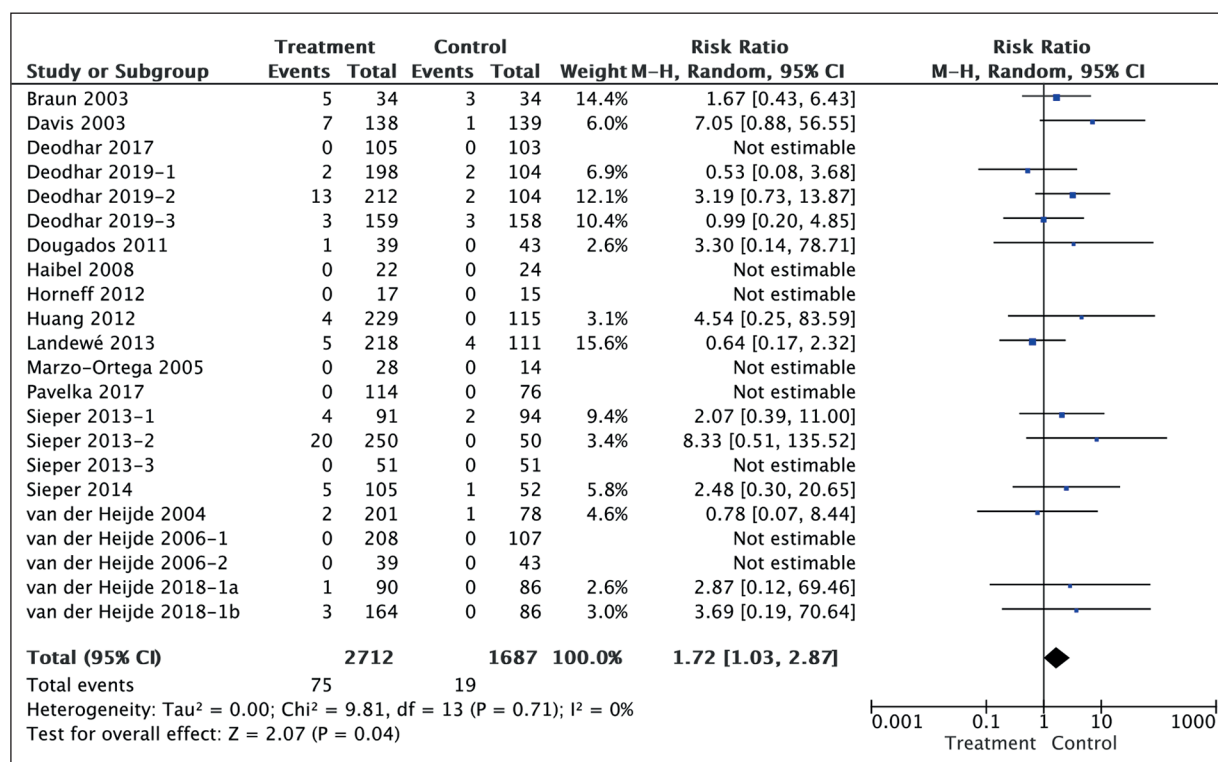 Treatment Control Risk Ratio Risk Ratio
Study or Subgroup Events Total Events Total Weight M-H, Random, 95% CI M-H, Random, 95% CI
Braun 2003 5 34 3 34 14.4% 1.67 [0.43, 6.43]
Davis 2003 7 138 1 139 6.0% 7.05 [0.88, 56.55]
Deodhar 2017 0 105 0 103 Not estimable
Deodhar 2019-1 2 198 2 104 6.9% 0.53 [0.08, 3.68]
Deodhar 2019-2 13 212 2 104 12.1% 3.19 [0.73, 13.87]
Deodhar 2019-3 3 159 3 158 10.4% 0.99 [0.20, 4.85]
Dougados 2011 1 39 0 43 2.6% 3.30 [0.14, 78.71]
Haibel 2008 0 22 0 24 Not estimable
Horneff 2012 0 17 0 15 Not estimable
Huang 2012 4 229 0 115 3.1% 4.54 [0.25, 83.59]
Landewé 2013 5 218 4 111 15.6% 0.64 [0.17, 2.32]
Marzo-Ortega 2005 0 28 0 14 Not estimable
Pavelka 2017 0 114 0 76 Not estimable
Sieper 2013-1 4 91 2 94 9.4% 2.07 [0.39, 11.00]
Sieper 2013-2 20 250 0 50 3.4% 8.33 [0.51, 135.52]
Sieper 2013-3 0 51 0 51 Not estimable
Sieper 2014 5 105 1 52 5.8% 2.48 [0.30, 20.65]
van der Heijde 2004 2 201 1 78 4.6% 0.78 [0.07, 8.44]
van der Heijde 2006-1 0 208 0 107 Not estimable
van der Heijde 2006-2 0 39 0 43 Not estimable
van der Heijde 2018-1a 1 90 0 86 2.6% 2.87 [0.12, 69.46]
van der Heijde 2018-1b 3 164 0 86 3.0% 3.69 [0.19, 70.64]
Total (95% CI) 2712 1687 100.0% 1.72 [1.03, 2.87]
Total events 75 19
Heterogeneity: Tau² = 0.00; Chi² = 9.81, df = 13 (P = 0.71); I² = 0%
Test for overall effect: Z = 2.07 (P = 0.04)
0.001 0.1 1 10 1000
Treatment Control